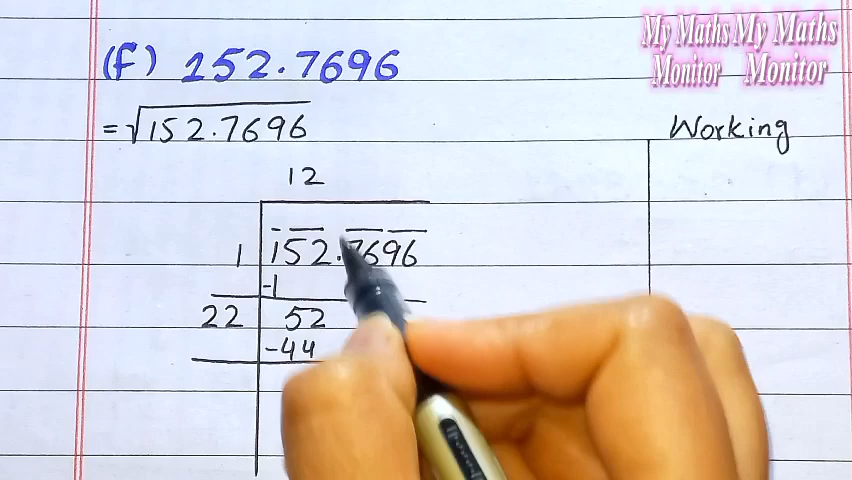 My Maths My Maths
Monitor Monitor
(f) 152.7696
= √152.7696
Working
12
1 152.7696
-1
22 52
-44